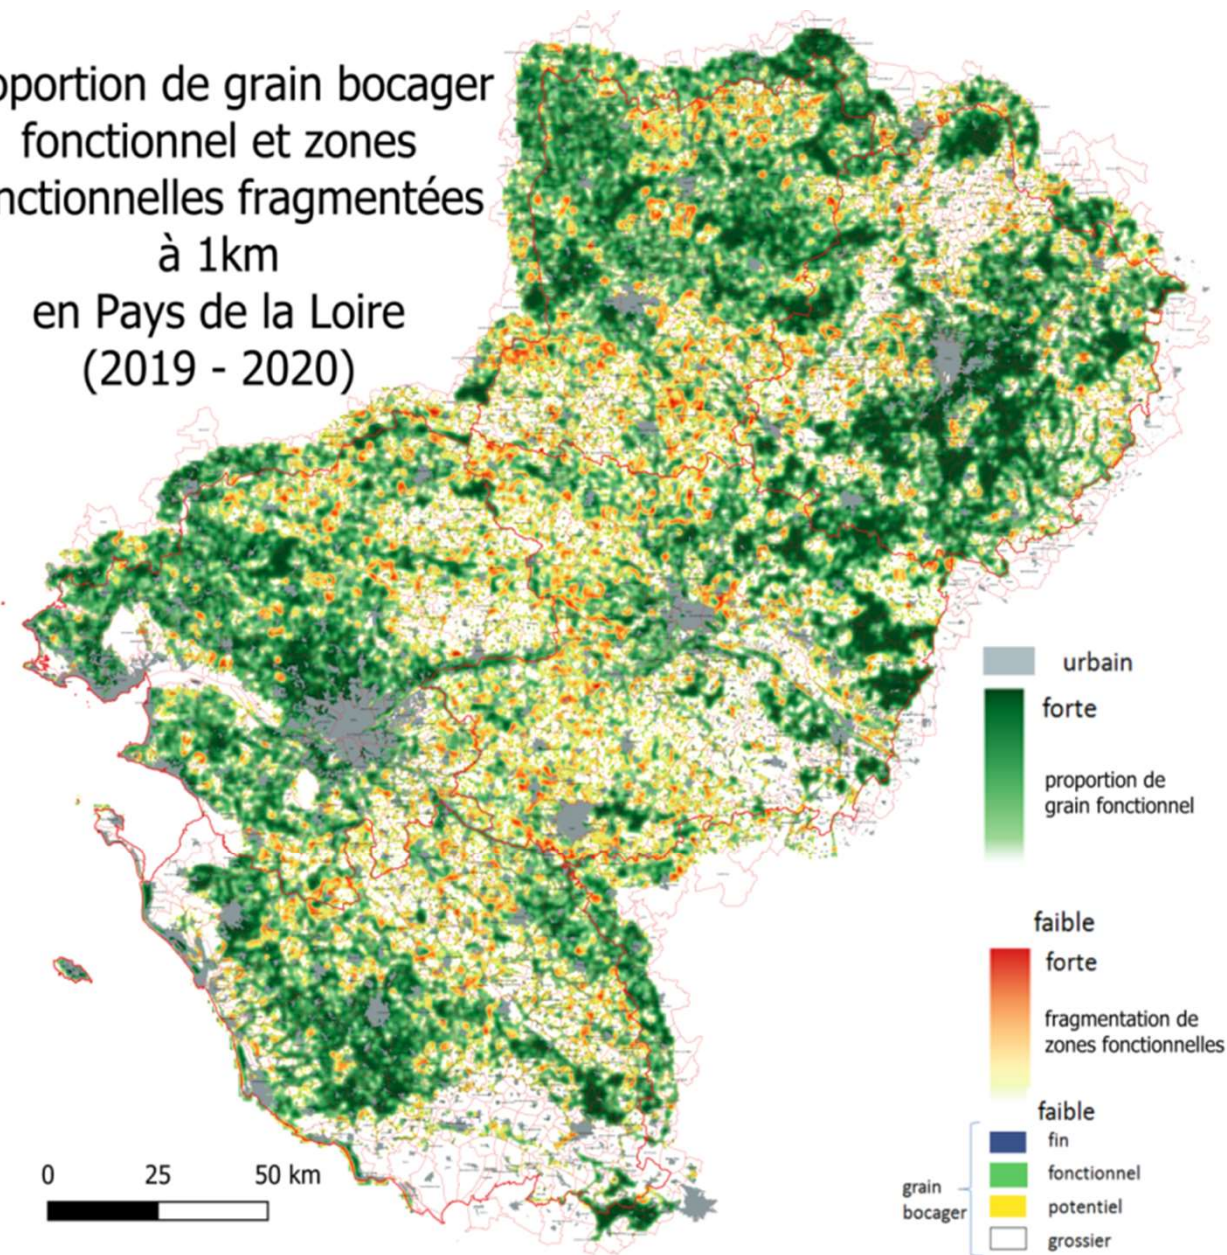 oportion de grain bocager
fonctionnel et zones
nctionnelles fragmentées
à 1km
en Pays de la Loire
(2019 - 2020)
urbain
forte
proportion de
grain fonctionnel
faible
forte
fragmentation de
zones fonctionnelles
faible
grain
bocager
fin
fonctionnel
potentiel
grossier
0 25 50 km